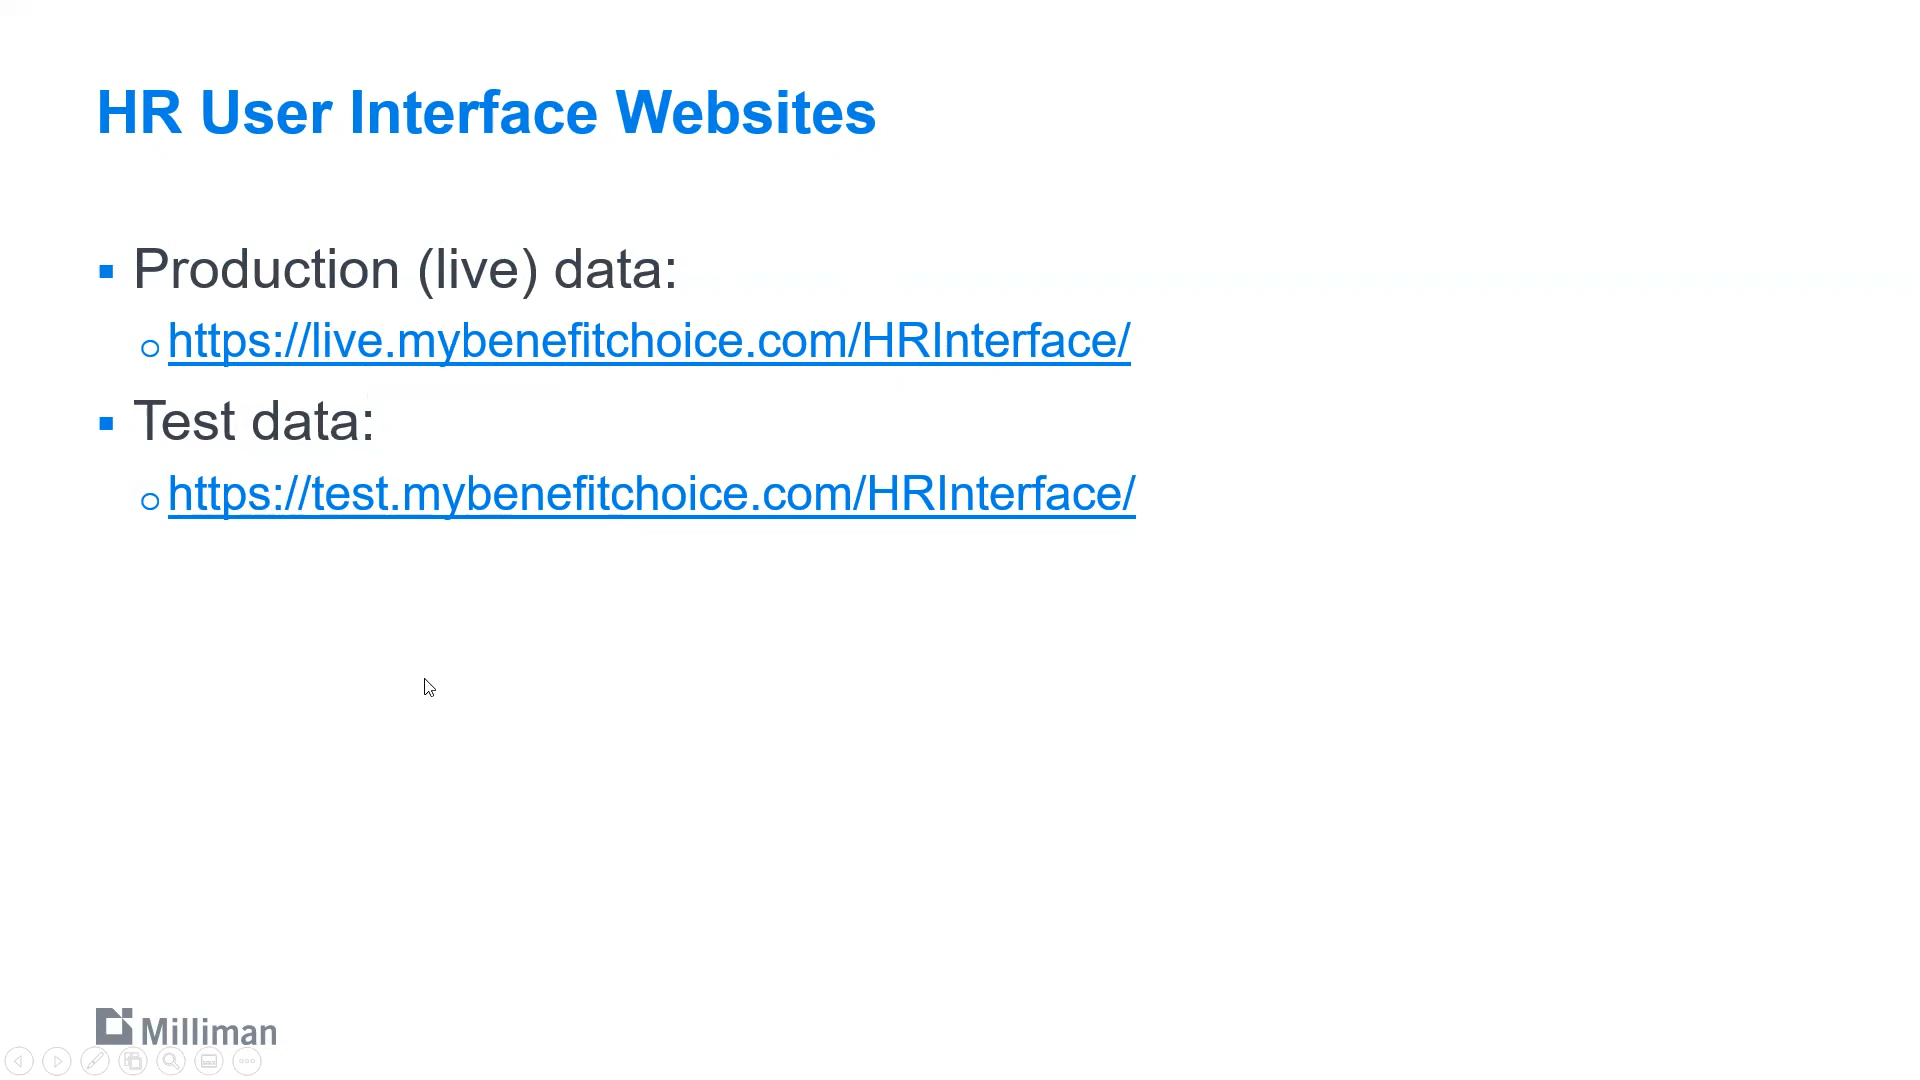 HR User Interface Websites
Production (live) data:
https://live.mybenefitchoice.com/HRInterface/
Test data:
https://test.mybenefitchoice.com/HRInterface/
Milliman